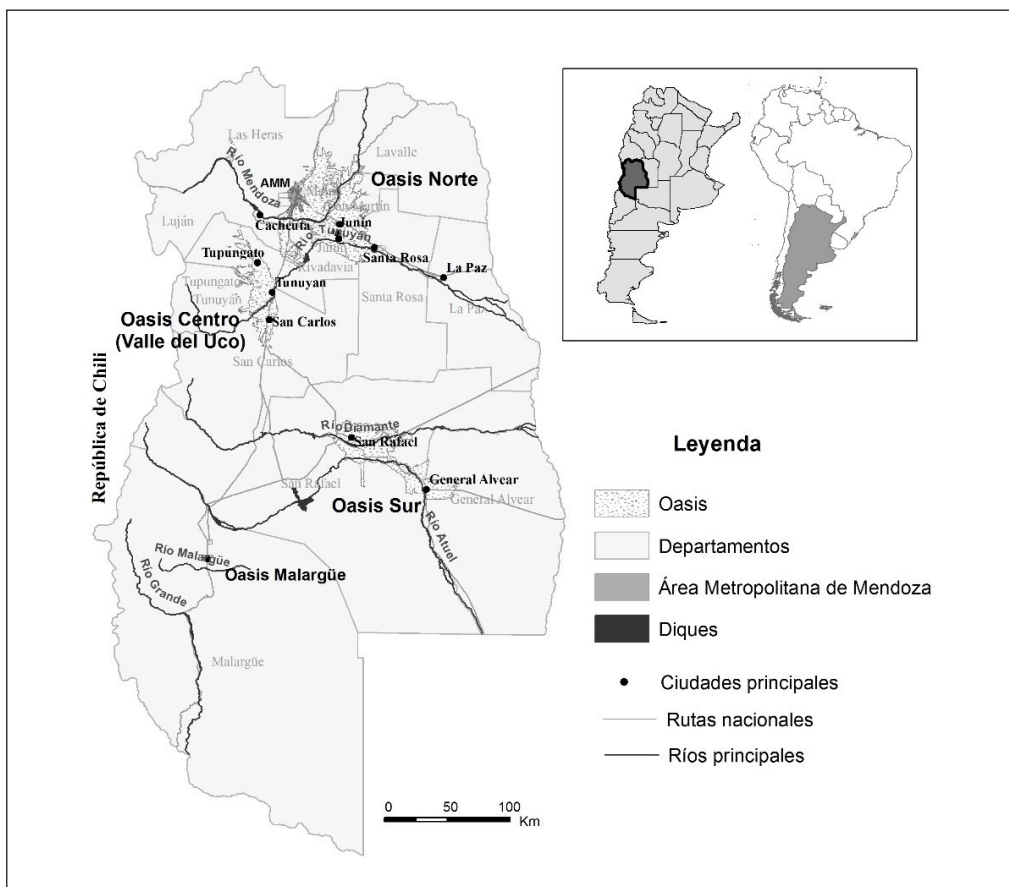 Las Heras
Lavalle
Río Mendoza
AMM
Oasis Norte
Luján
Cacheuta
Junín
Río Tunuyán
Junín
Santa Rosa
Tupungato
Rivadavia
La Paz
Tupungato
Tunuyán
Tunuyán
Santa Rosa
La Paz
Oasis Centro
(Valle del Uco)
San Carlos
San Carlos
República de Chili
Río Diamante
San Rafael
San Rafael
General Alvear
General Alvear
Oasis Sur
Río Atuel
Río Malargüe
Oasis Malargüe
Río Grande
Malargüe
0 50 100
Km
Leyenda
Oasis
Departamentos
Área Metropolitana de Mendoza
Diques
Ciudades principales
Rutas nacionales
Ríos principales